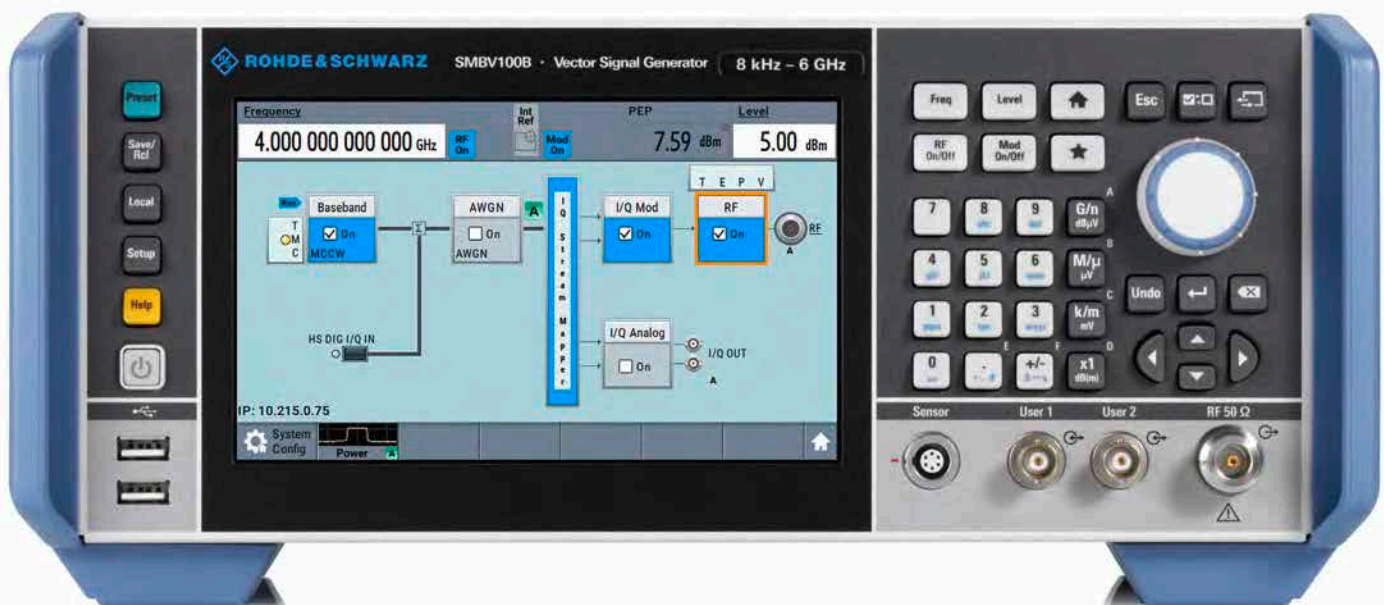 ROHDE & SCHWARZ SMBV100B · Vector Signal Generator 8 kHz – 6 GHz
Preset
Save/
Rcl
Local
Setup
Help
Frequency
Int
Ref
PEP
Level
4.000 000 000 000 GHz
RF
On
Mod
On
7.59 dBm
5.00 dBm
T E P V
Baseband
AWGN
A
I/Q Mod
RF
T
M
C
On
MCCW
On
AWGN
On
On
RF
A
I
Q
S
t
r
e
a
m
M
a
p
p
e
r
HS DIG I/Q IN
I/Q Analog
On
I/Q OUT
A
IP: 10.215.0.75
System
Config
Power A
Freq
Level
Esc
RF
On/Off
Mod
On/Off
A
7
8
9
G/n
dBµV
B
4
5
6
M/µ
µV
Undo
C
1
2
3
k/m
mV
E
F
D
0
.
+/-
x1
dB(m)
Sensor
User 1
User 2
RF 50 Ω